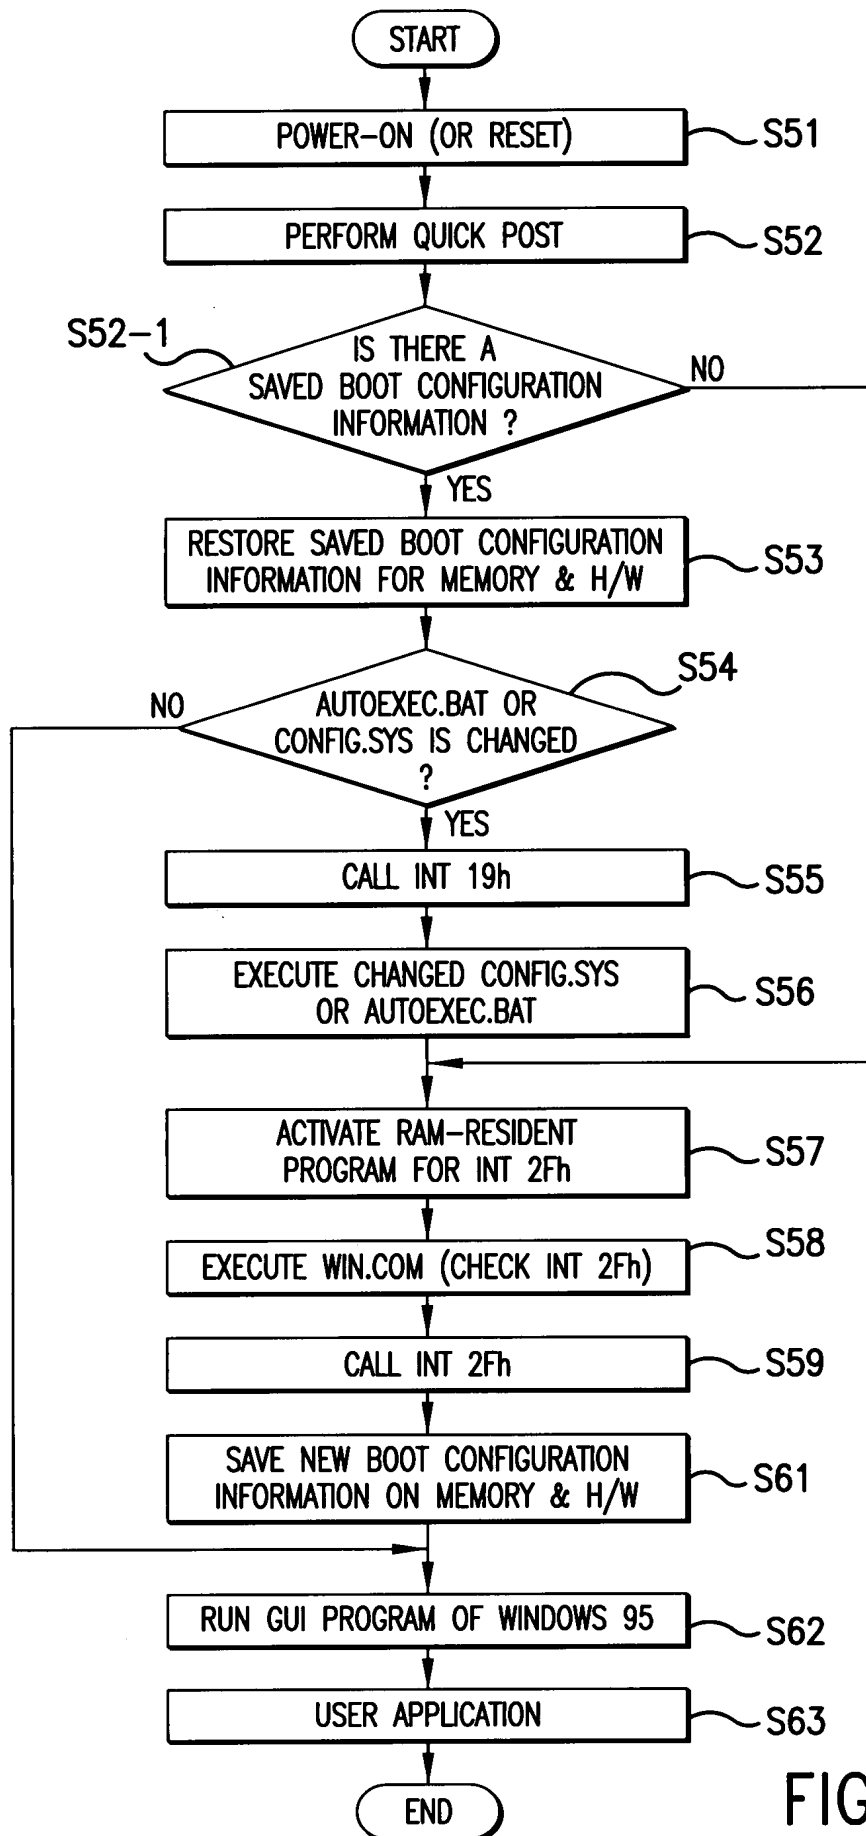 START
POWER-ON (OR RESET)
S51
PERFORM QUICK POST
S52
S52-1
IS THERE A
SAVED BOOT CONFIGURATION
INFORMATION ?
NO
YES
RESTORE SAVED BOOT CONFIGURATION
INFORMATION FOR MEMORY & H/W
S53
S54
NO
AUTOEXEC.BAT OR
CONFIG.SYS IS CHANGED
?
YES
CALL INT 19h
S55
EXECUTE CHANGED CONFIG.SYS
OR AUTOEXEC.BAT
S56
ACTIVATE RAM-RESIDENT
PROGRAM FOR INT 2Fh
S57
EXECUTE WIN.COM (CHECK INT 2Fh)
S58
CALL INT 2Fh
S59
SAVE NEW BOOT CONFIGURATION
INFORMATION ON MEMORY & H/W
S61
RUN GUI PROGRAM OF WINDOWS 95
S62
USER APPLICATION
S63
END
FIG